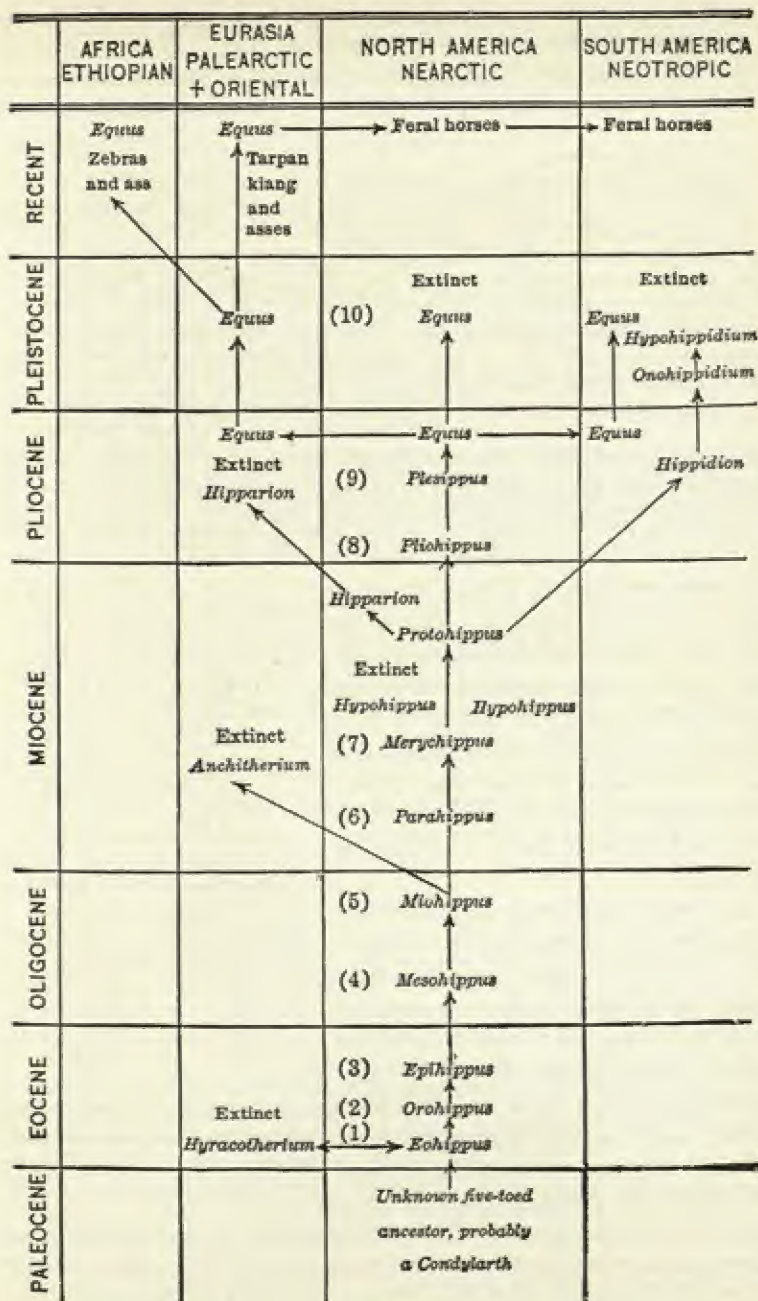 AFRICA
ETHIOPIAN
EURASIA
PALEARCTIC
+ ORIENTAL
NORTH AMERICA
NEARCTIC
SOUTH AMERICA
NEOTROPIC
RECENT
Equus
Zebras
and ass
Equus
Tarpan
kiang
and
asses
Feral horses
Feral horses
PLEISTOCENE
Equus
Extinct
(10) Equus
Extinct
Equus
Hypohippidium
Onohippidium
PLIOCENE
Equus
Extinct
Hipparion
Equus
(9) Plesippus
(8) Pliohippus
Equus
Hippidion
MIOCENE
Extinct
Anchitherium
Hipparion
Protohippus
Extinct
Hypohippus Hypohippus
(7) Merychippus
(6) Parahippus
OLIGOCENE
(5) Miohippus
(4) Mesohippus
EOCENE
Extinct
Hyracotherium
(3) Epihippus
(2) Orohippus
(1) Eohippus
PALEOCENE
Unknown five-toed
ancestor, probably
a Condylarth